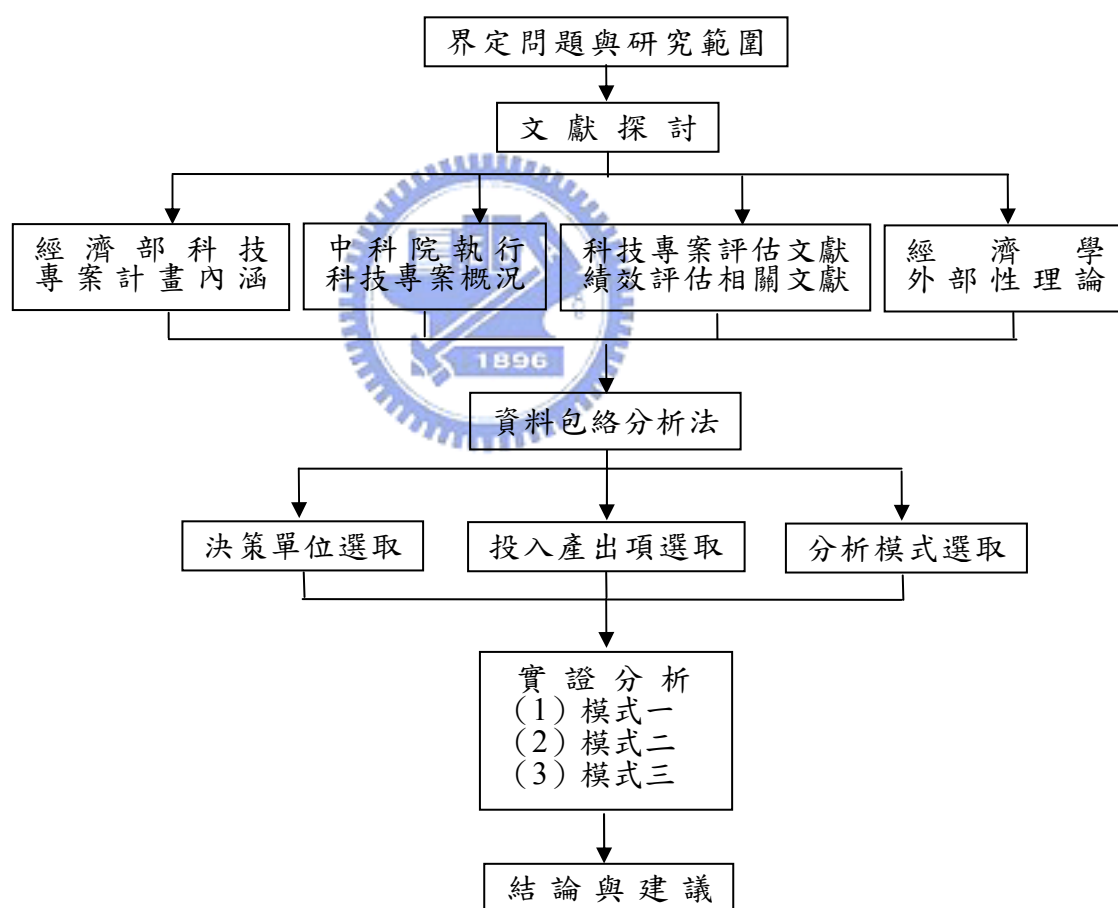 界定問題與研究範圍
文獻探討
經濟部科技
專案計畫內涵
中科院執行
科技專案概況
科技專案評估文獻
績效評估相關文獻
經濟學
外部性理論
1896
資料包絡分析法
決策單位選取
投入產出項選取
分析模式選取
實證分析
（1）模式一
（2）模式二
（3）模式三
結論與建議